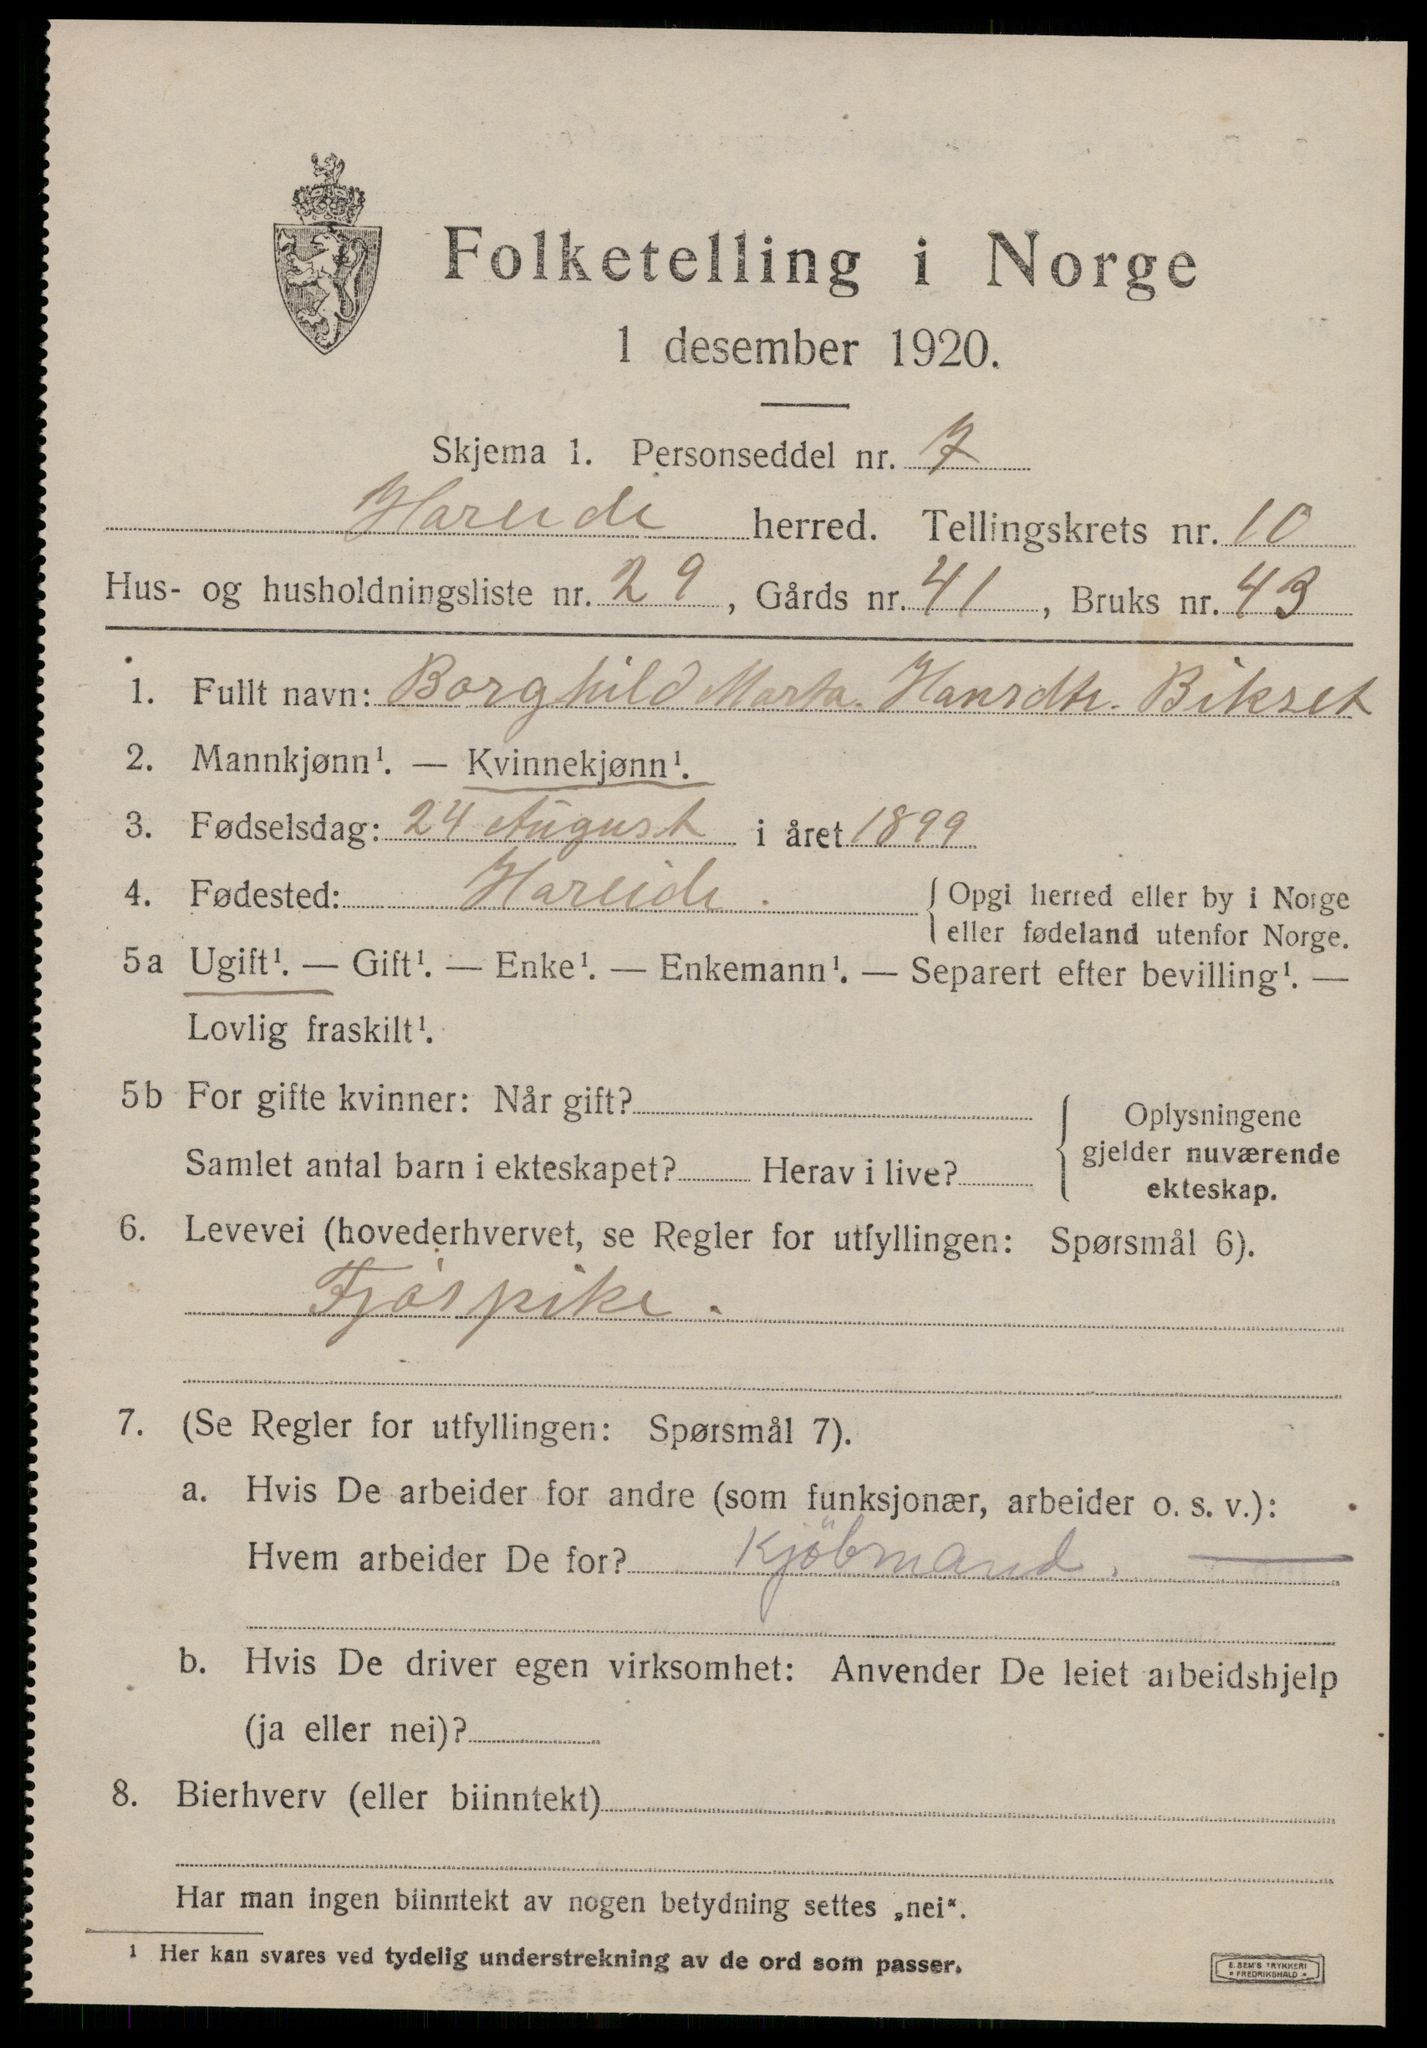 Folketelling i Norge
1 desember 1920.
Skjema 1. Personseddel nr. 7
Hareide herred. Tellingskrets nr. 10
Hus- og husholdningsliste nr. 29, Gårds nr. 41, Bruks nr. 43
1. Fullt navn: Borghild Marta Hansdtr. Bikset
2. Mannkjønn¹. — Kvinnekjønn¹.
3. Fødselsdag: 24 August i året 1899
4. Fødested: Hareide. { Opgi herred eller by i Norge
eller fødeland utenfor Norge.
5a Ugift¹. — Gift¹. — Enke¹. — Enkemann¹. — Separert efter bevilling¹. —
Lovlig fraskilt¹.
5b For gifte kvinner: Når gift?
Samlet antal barn i ekteskapet? Herav i live?
{ Oplysningene
gjelder nuværende
ekteskap.
6. Levevei (hovederhvervet, se Regler for utfyllingen: Spørsmål 6).
Fjøspike.
7. (Se Regler for utfyllingen: Spørsmål 7).
a. Hvis De arbeider for andre (som funksjonær, arbeider o. s. v.):
Hvem arbeider De for? Kjöbmand.
b. Hvis De driver egen virksomhet: Anvender De leiet arbeidshjelp
(ja eller nei)?
8. Bierhverv (eller biinntekt)
Har man ingen biinntekt av nogen betydning settes „nei“.
¹ Her kan svares ved tydelig understrekning av de ord som passer.
E. SEM'S TRYKKERI
* FREDRIKSHALD *